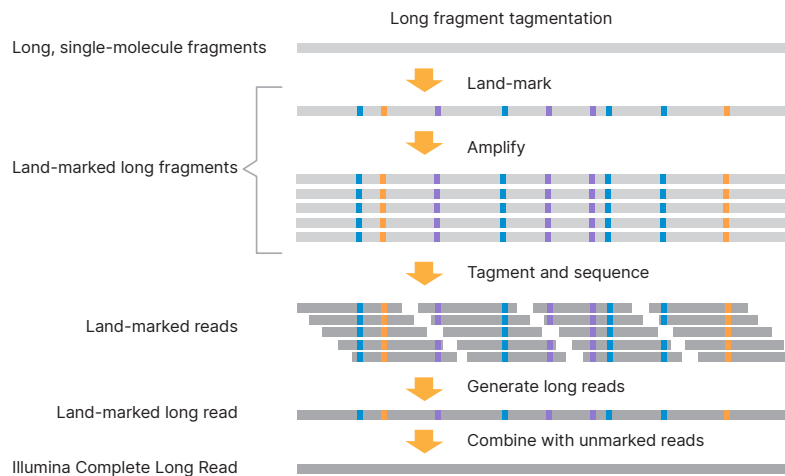 Long fragment tagmentation
Long, single-molecule fragments
Land-mark
Amplify
Land-marked long fragments
Tagment and sequence
Land-marked reads
Generate long reads
Land-marked long read
Combine with unmarked reads
Illumina Complete Long Read